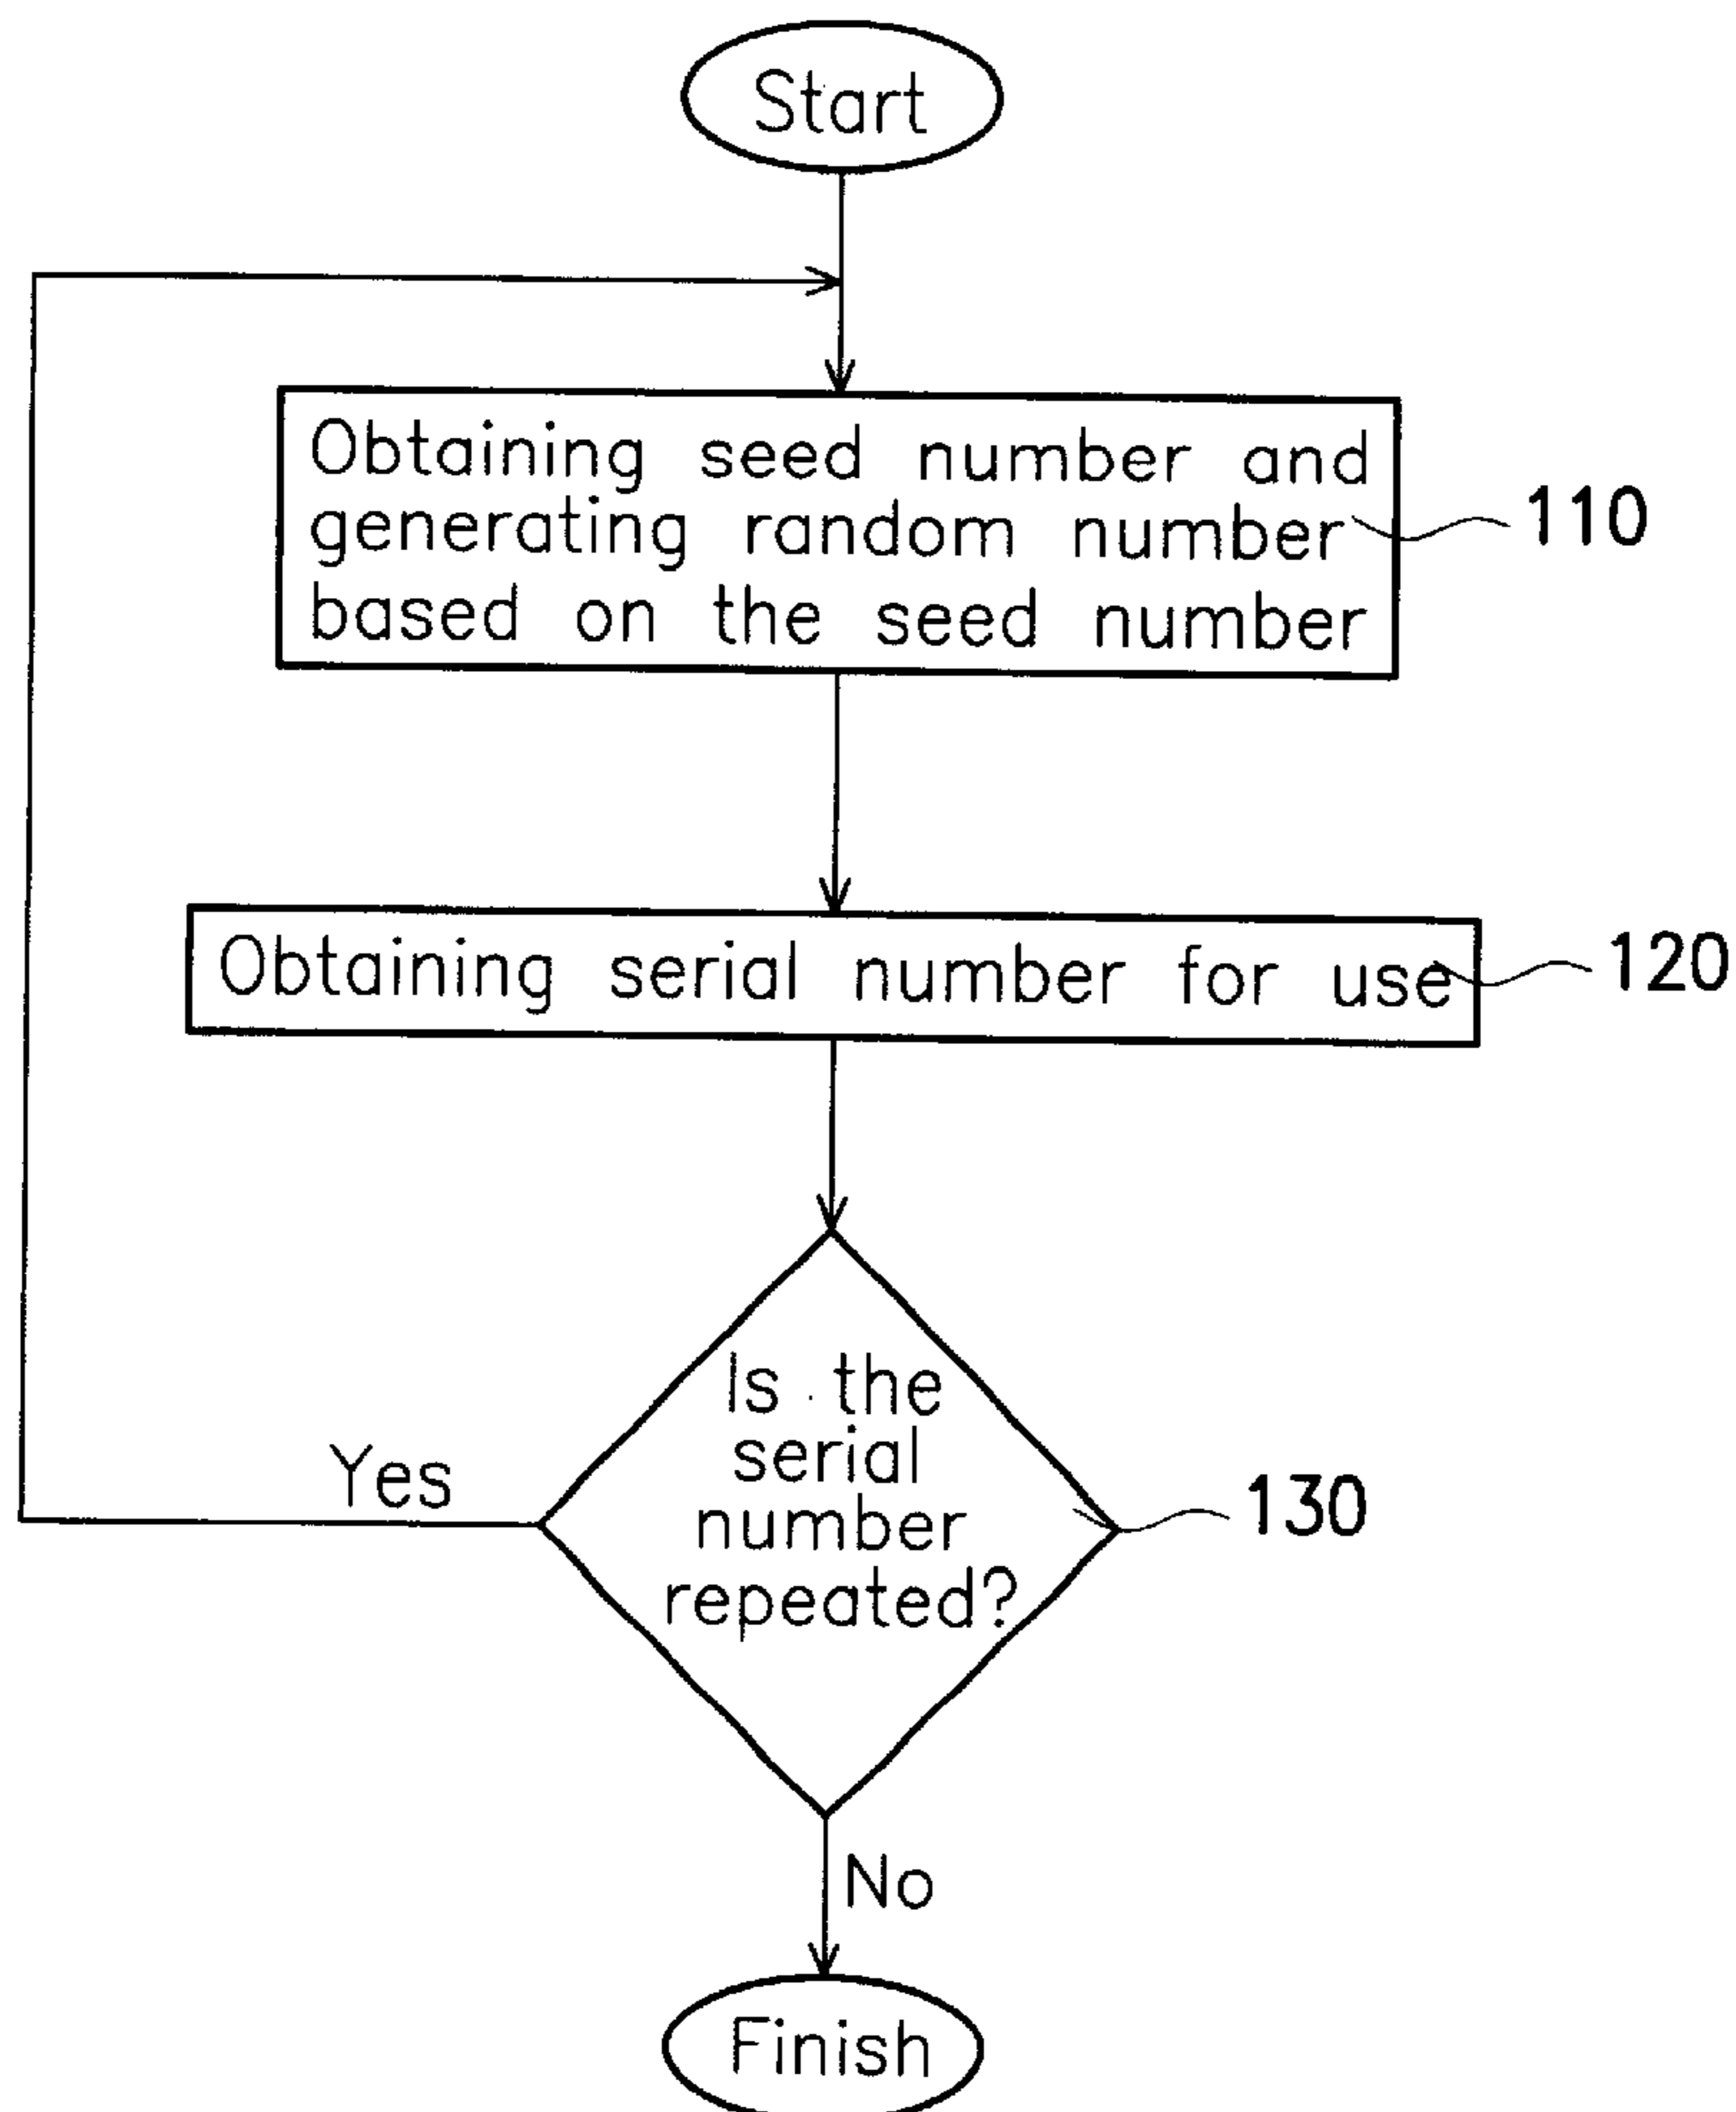 Start
Obtaining seed number and
generating random number
based on the seed number
110
Obtaining serial number for use
120
Is the
serial
number
repeated?
130
Yes
No
Finish